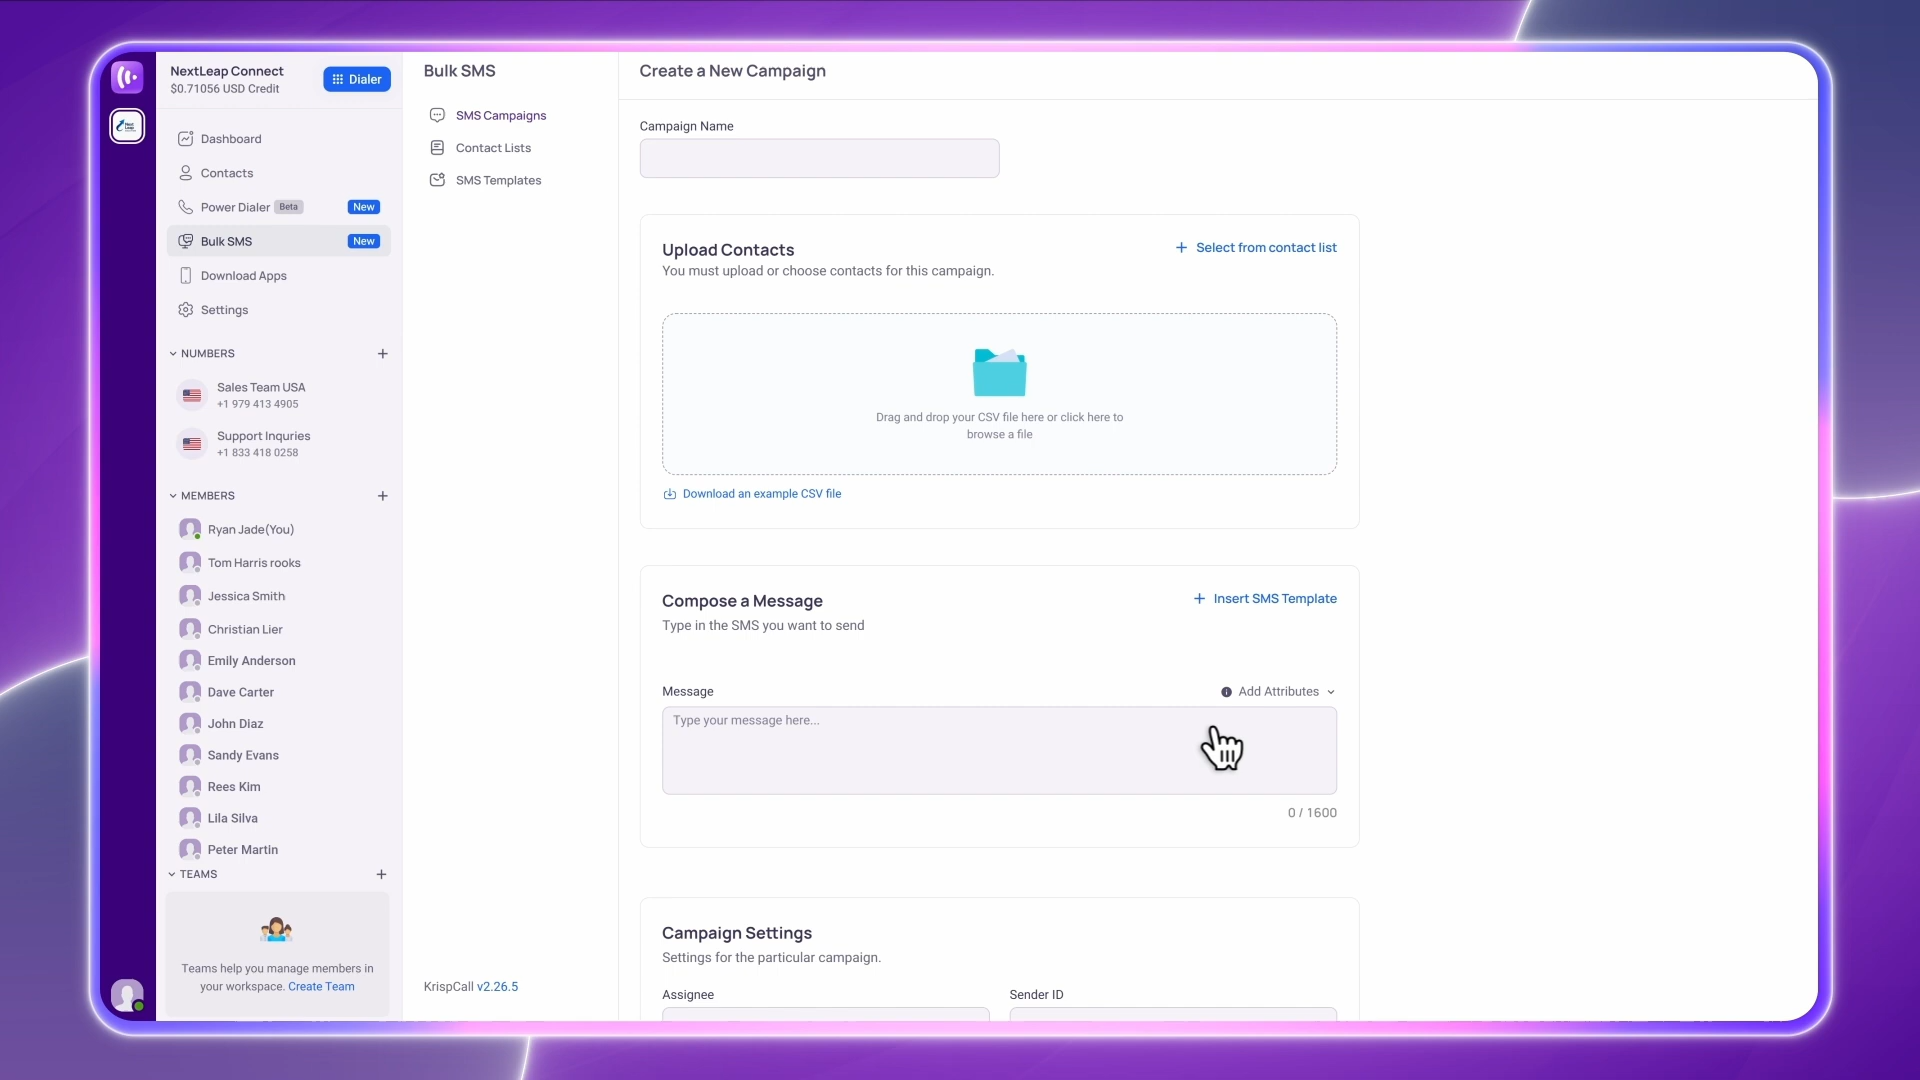 NextLeap Connect
$0.71056 USD Credit
Dialer
Dashboard
Contacts
Power Dialer Beta New
Bulk SMS New
Download Apps
Settings
NUMBERS
Sales Team USA
+1 979 413 4905
Support Inquries
+1 833 418 0258
MEMBERS
Ryan Jade(You)
Tom Harris rooks
Jessica Smith
Christian Lier
Emily Anderson
Dave Carter
John Diaz
Sandy Evans
Rees Kim
Lila Silva
Peter Martin
TEAMS
Teams help you manage members in
your workspace. Create Team
Bulk SMS
SMS Campaigns
Contact Lists
SMS Templates
KrispCall v2.26.5
Create a New Campaign
Campaign Name
Upload Contacts
Select from contact list
You must upload or choose contacts for this campaign.
Drag and drop your CSV file here or click here to
browse a file
Download an example CSV file
Compose a Message
Insert SMS Template
Type in the SMS you want to send
Message
Add Attributes
Type your message here...
0 / 1600
Campaign Settings
Settings for the particular campaign.
Assignee
Sender ID